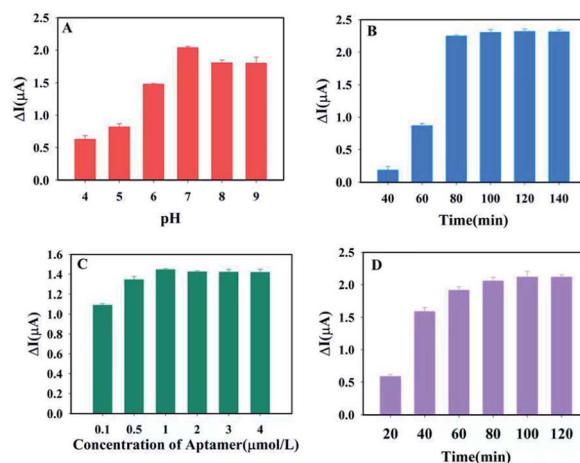 A
ΔI(μA)
2.5
2.0
1.5
1.0
0.5
0.0
4 5 6 7 8 9
pH
B
ΔI(μA)
2.5
2.0
1.5
1.0
0.5
0.0
40 60 80 100 120 140
Time(min)
C
ΔI(μA)
1.6
1.4
1.2
1.0
0.8
0.6
0.4
0.2
0.0
0.1 0.5 1 2 3 4
Concentration of Aptamer(μmol/L)
D
ΔI(μA)
2.5
2.0
1.5
1.0
0.5
0.0
20 40 60 80 100 120
Time(min)